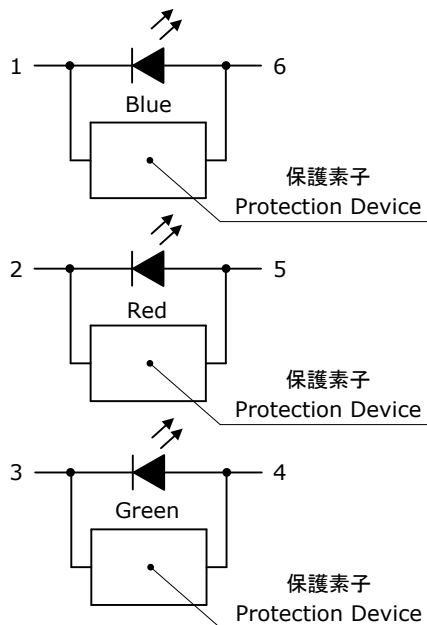 1 6
Blue
保護素子
Protection Device
2 5
Red
保護素子
Protection Device
3 4
Green
保護素子
Protection Device